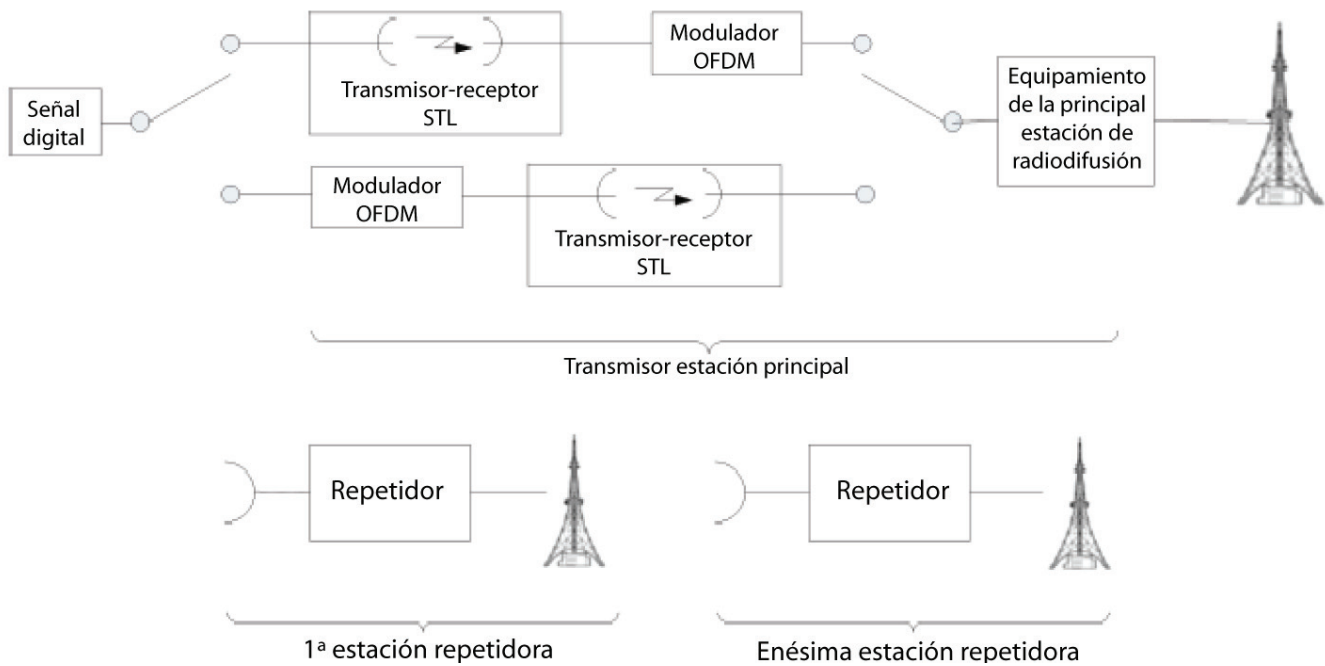 Señal
digital
Transmisor-receptor
STL
Modulador
OFDM
Modulador
OFDM
Transmisor-receptor
STL
Equipamiento
de la principal
estación de
radiodifusión
Transmisor estación principal
Repetidor
1ª estación repetidora
Repetidor
Enésima estación repetidora